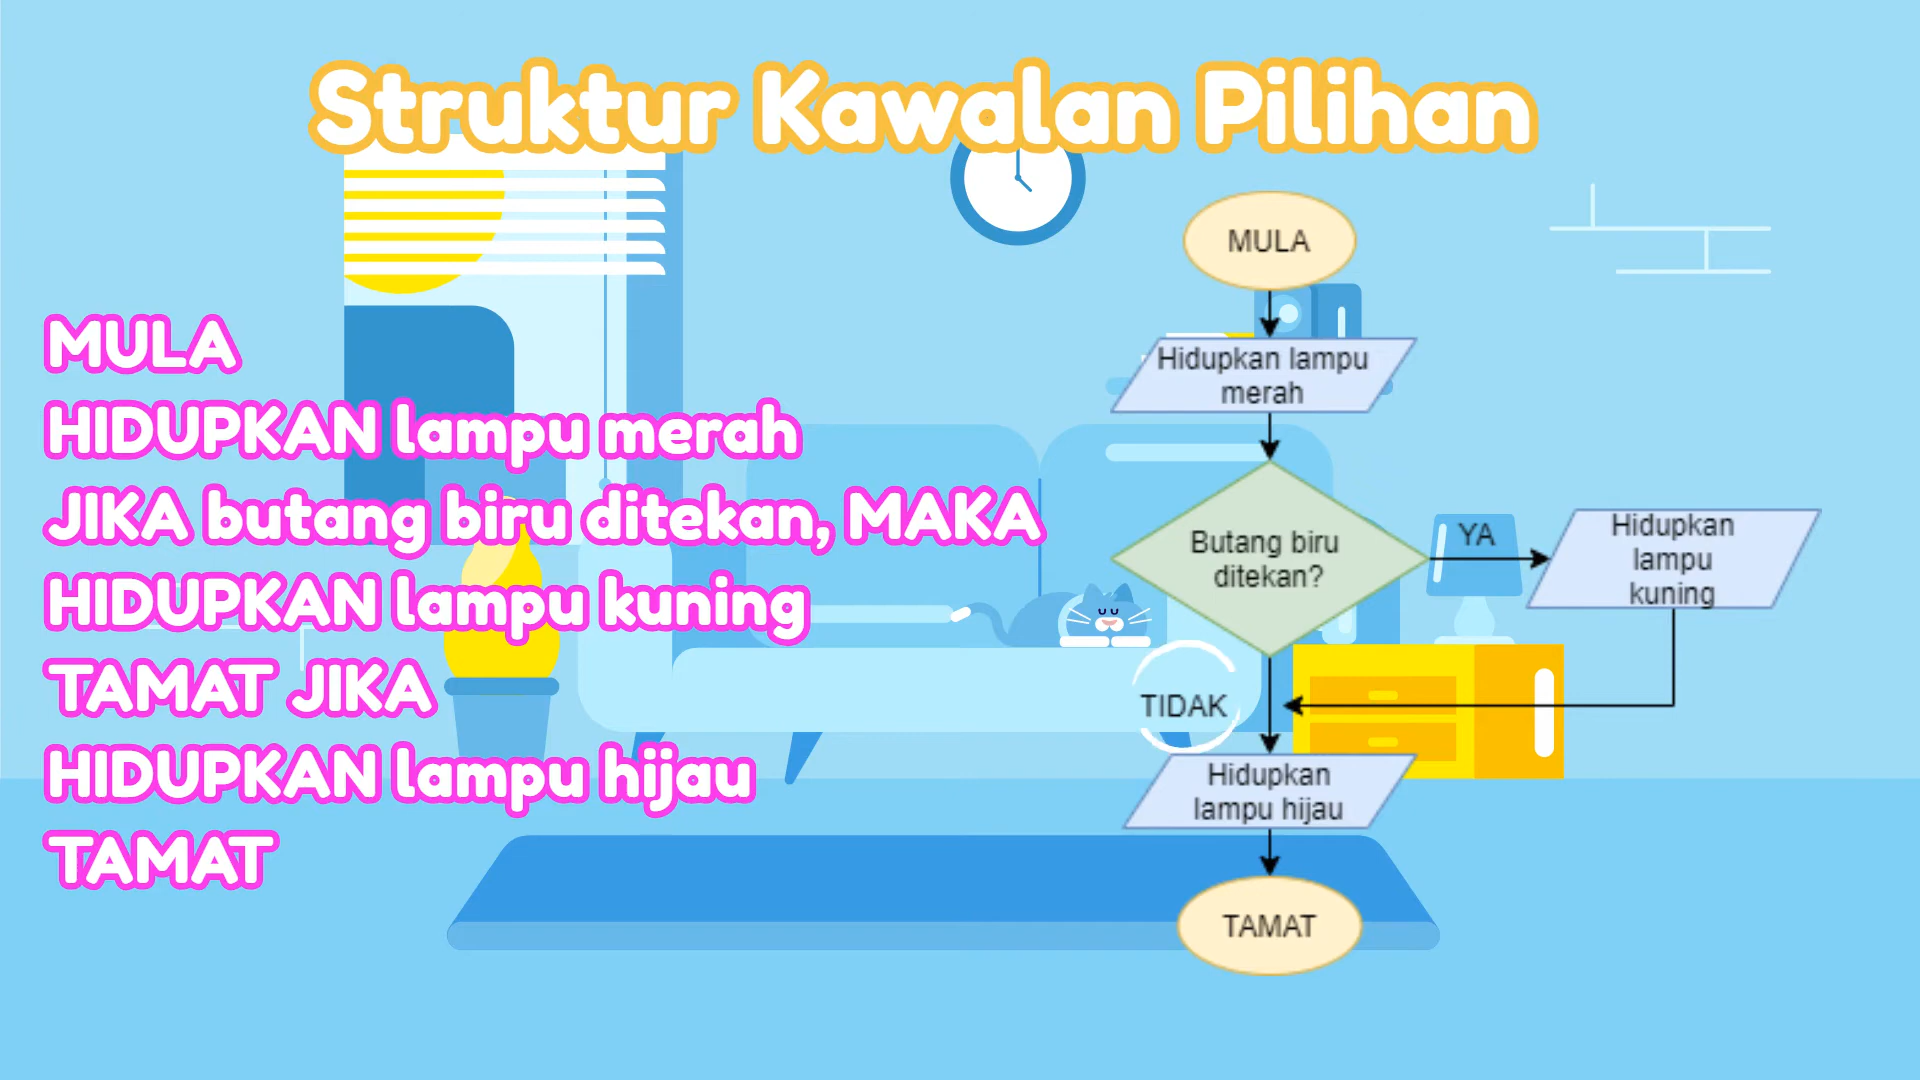 Struktur Kawalan Pilihan
MULA
HIDUPKAN lampu merah
JIKA butang biru ditekan, MAKA
HIDUPKAN lampu kuning
TAMAT JIKA
HIDUPKAN lampu hijau
TAMAT
MULA
Hidupkan lampu
merah
Butang biru
ditekan?
YA
Hidupkan
lampu
kuning
TIDAK
Hidupkan
lampu hijau
TAMAT